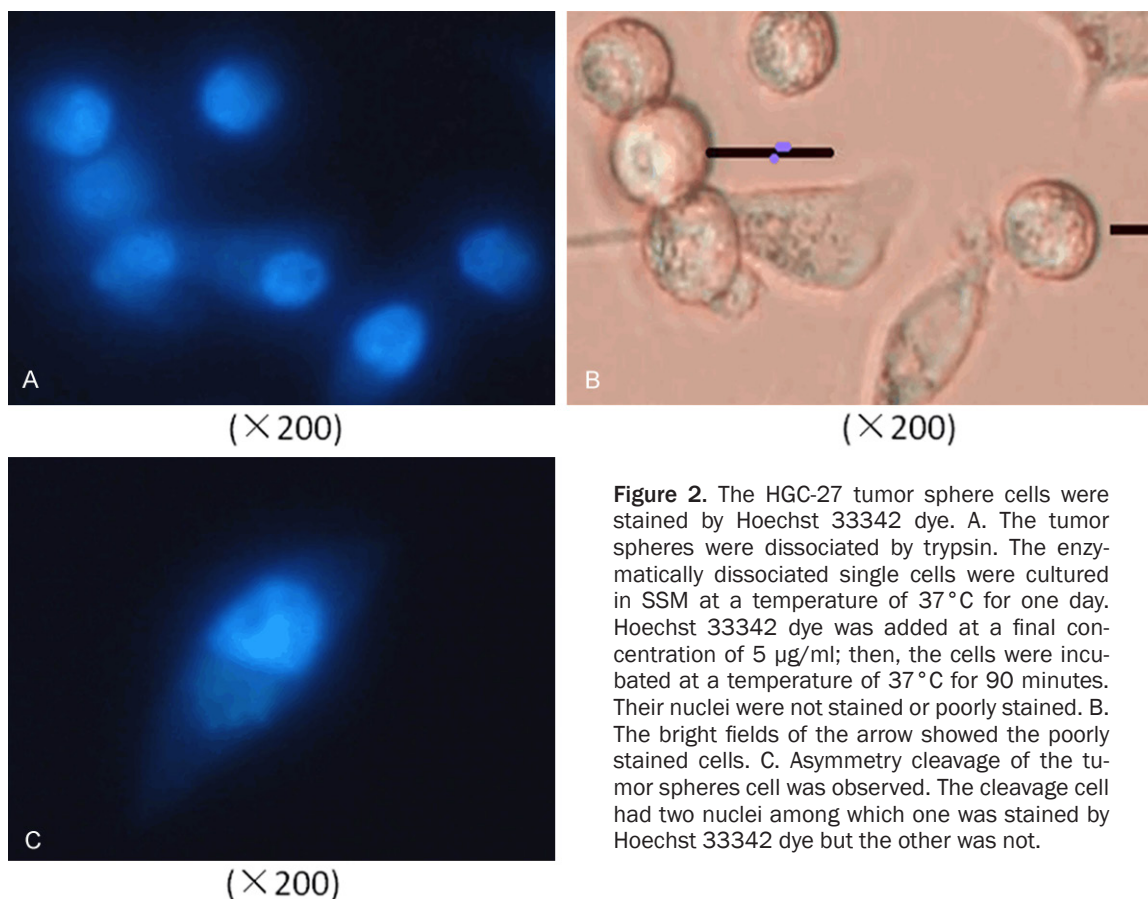 A
B
(×200)
(×200)
Figure 2. The HGC-27 tumor sphere cells were
stained by Hoechst 33342 dye. A. The tumor
spheres were dissociated by trypsin. The enzy-
matically dissociated single cells were cultured
in SSM at a temperature of 37°C for one day.
Hoechst 33342 dye was added at a final con-
centration of 5 μg/ml; then, the cells were incu-
bated at a temperature of 37°C for 90 minutes.
Their nuclei were not stained or poorly stained. B.
The bright fields of the arrow showed the poorly
stained cells. C. Asymmetry cleavage of the tu-
mor spheres cell was observed. The cleavage cell
had two nuclei among which one was stained by
Hoechst 33342 dye but the other was not.
C
(×200)